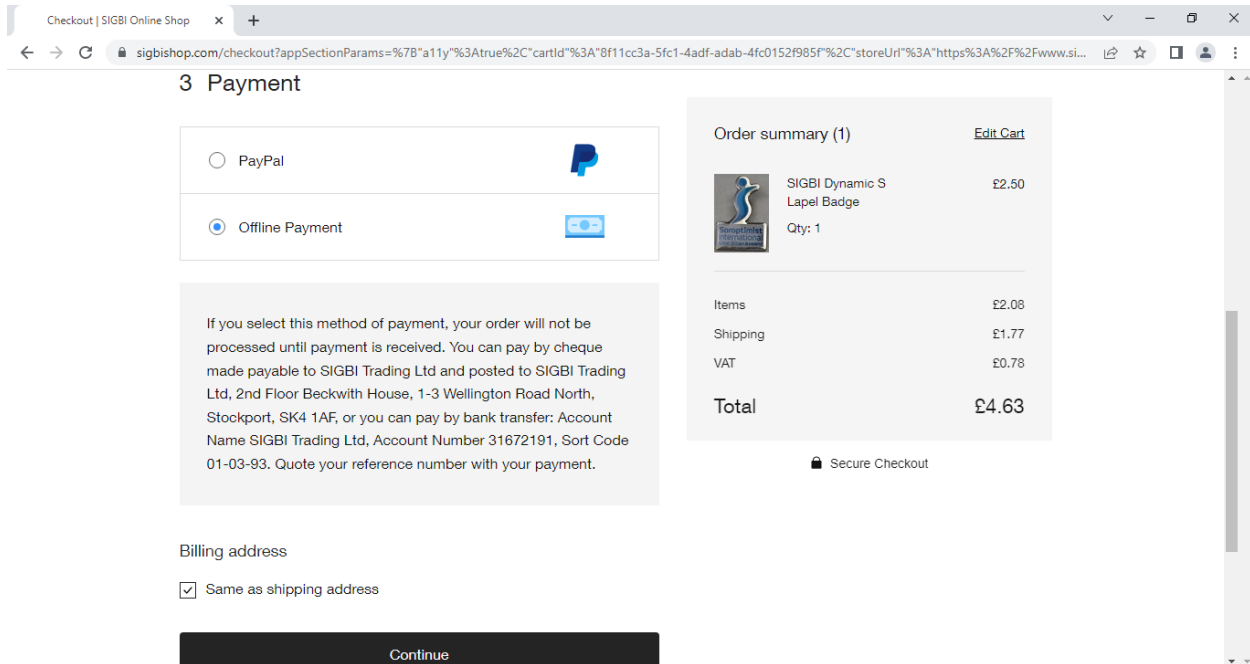 Checkout | SIGBI Online Shop
sigbishop.com/checkout?appSectionParams=%7B"a11y"%3Atrue%2C"cartId"%3A"8f11cc3a-5fc1-4adf-adab-4fc0152f985f"%2C"storeUrl"%3A"https%3A%2F%2Fwww.si...
3 Payment
PayPal
Offline Payment
If you select this method of payment, your order will not be
processed until payment is received. You can pay by cheque
made payable to SIGBI Trading Ltd and posted to SIGBI Trading
Ltd, 2nd Floor Beckwith House, 1-3 Wellington Road North,
Stockport, SK4 1AF, or you can pay by bank transfer: Account
Name SIGBI Trading Ltd, Account Number 31672191, Sort Code
01-03-93. Quote your reference number with your payment.
Billing address
Same as shipping address
Continue
Order summary (1) Edit Cart
Soroptimist
International
SIGBI Dynamic S £2.50
Lapel Badge
Qty: 1
Items £2.08
Shipping £1.77
VAT £0.78
Total £4.63
Secure Checkout